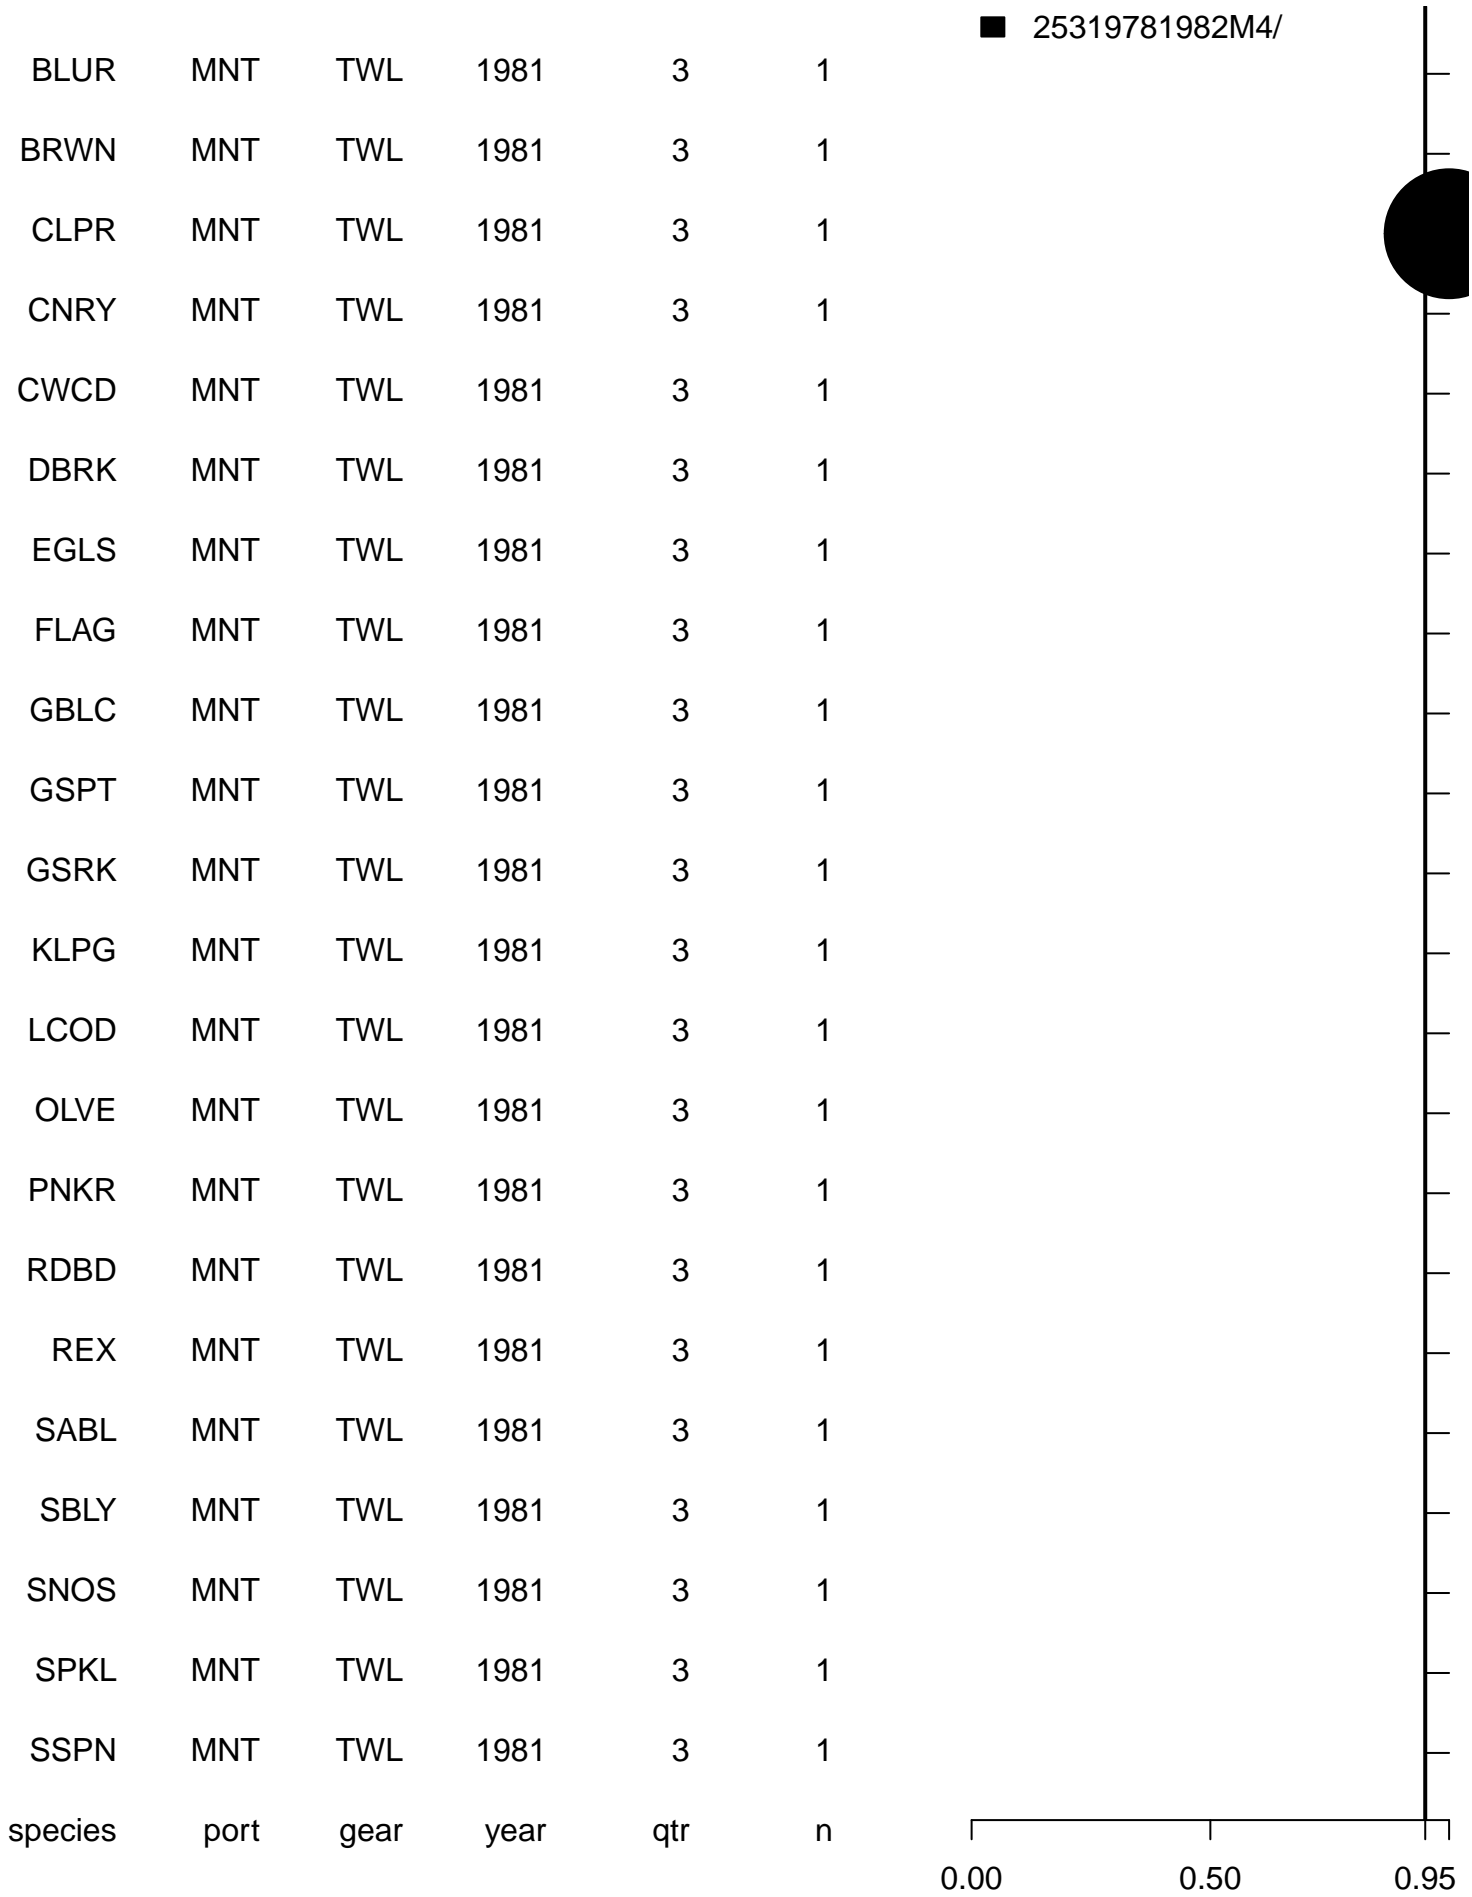 25319781982M4/
BLUR MNT TWL 1981 3 1
BRWN MNT TWL 1981 3 1
CLPR MNT TWL 1981 3 1
CNRY MNT TWL 1981 3 1
CWCD MNT TWL 1981 3 1
DBRK MNT TWL 1981 3 1
EGLS MNT TWL 1981 3 1
FLAG MNT TWL 1981 3 1
GBLC MNT TWL 1981 3 1
GSPT MNT TWL 1981 3 1
GSRK MNT TWL 1981 3 1
KLPG MNT TWL 1981 3 1
LCOD MNT TWL 1981 3 1
OLVE MNT TWL 1981 3 1
PNKR MNT TWL 1981 3 1
RDBD MNT TWL 1981 3 1
REX MNT TWL 1981 3 1
SABL MNT TWL 1981 3 1
SBLY MNT TWL 1981 3 1
SNOS MNT TWL 1981 3 1
SPKL MNT TWL 1981 3 1
SSPN MNT TWL 1981 3 1
species port gear year qtr n
0.00 0.50 0.95